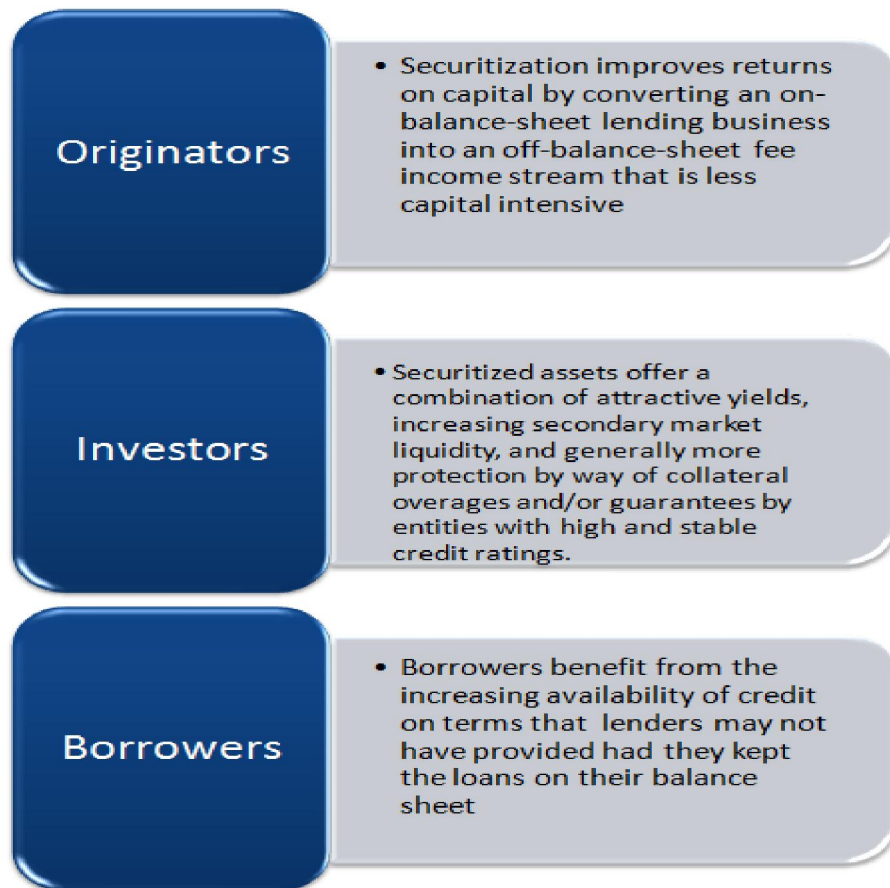 Originators
• Securitization improves returns
on capital by converting an on-
balance-sheet lending business
into an off-balance-sheet fee
income stream that is less
capital intensive
Investors
• Securitized assets offer a
combination of attractive yields,
increasing secondary market
liquidity, and generally more
protection by way of collateral
overages and/or guarantees by
entities with high and stable
credit ratings.
Borrowers
• Borrowers benefit from the
increasing availability of credit
on terms that lenders may not
have provided had they kept
the loans on their balance
sheet